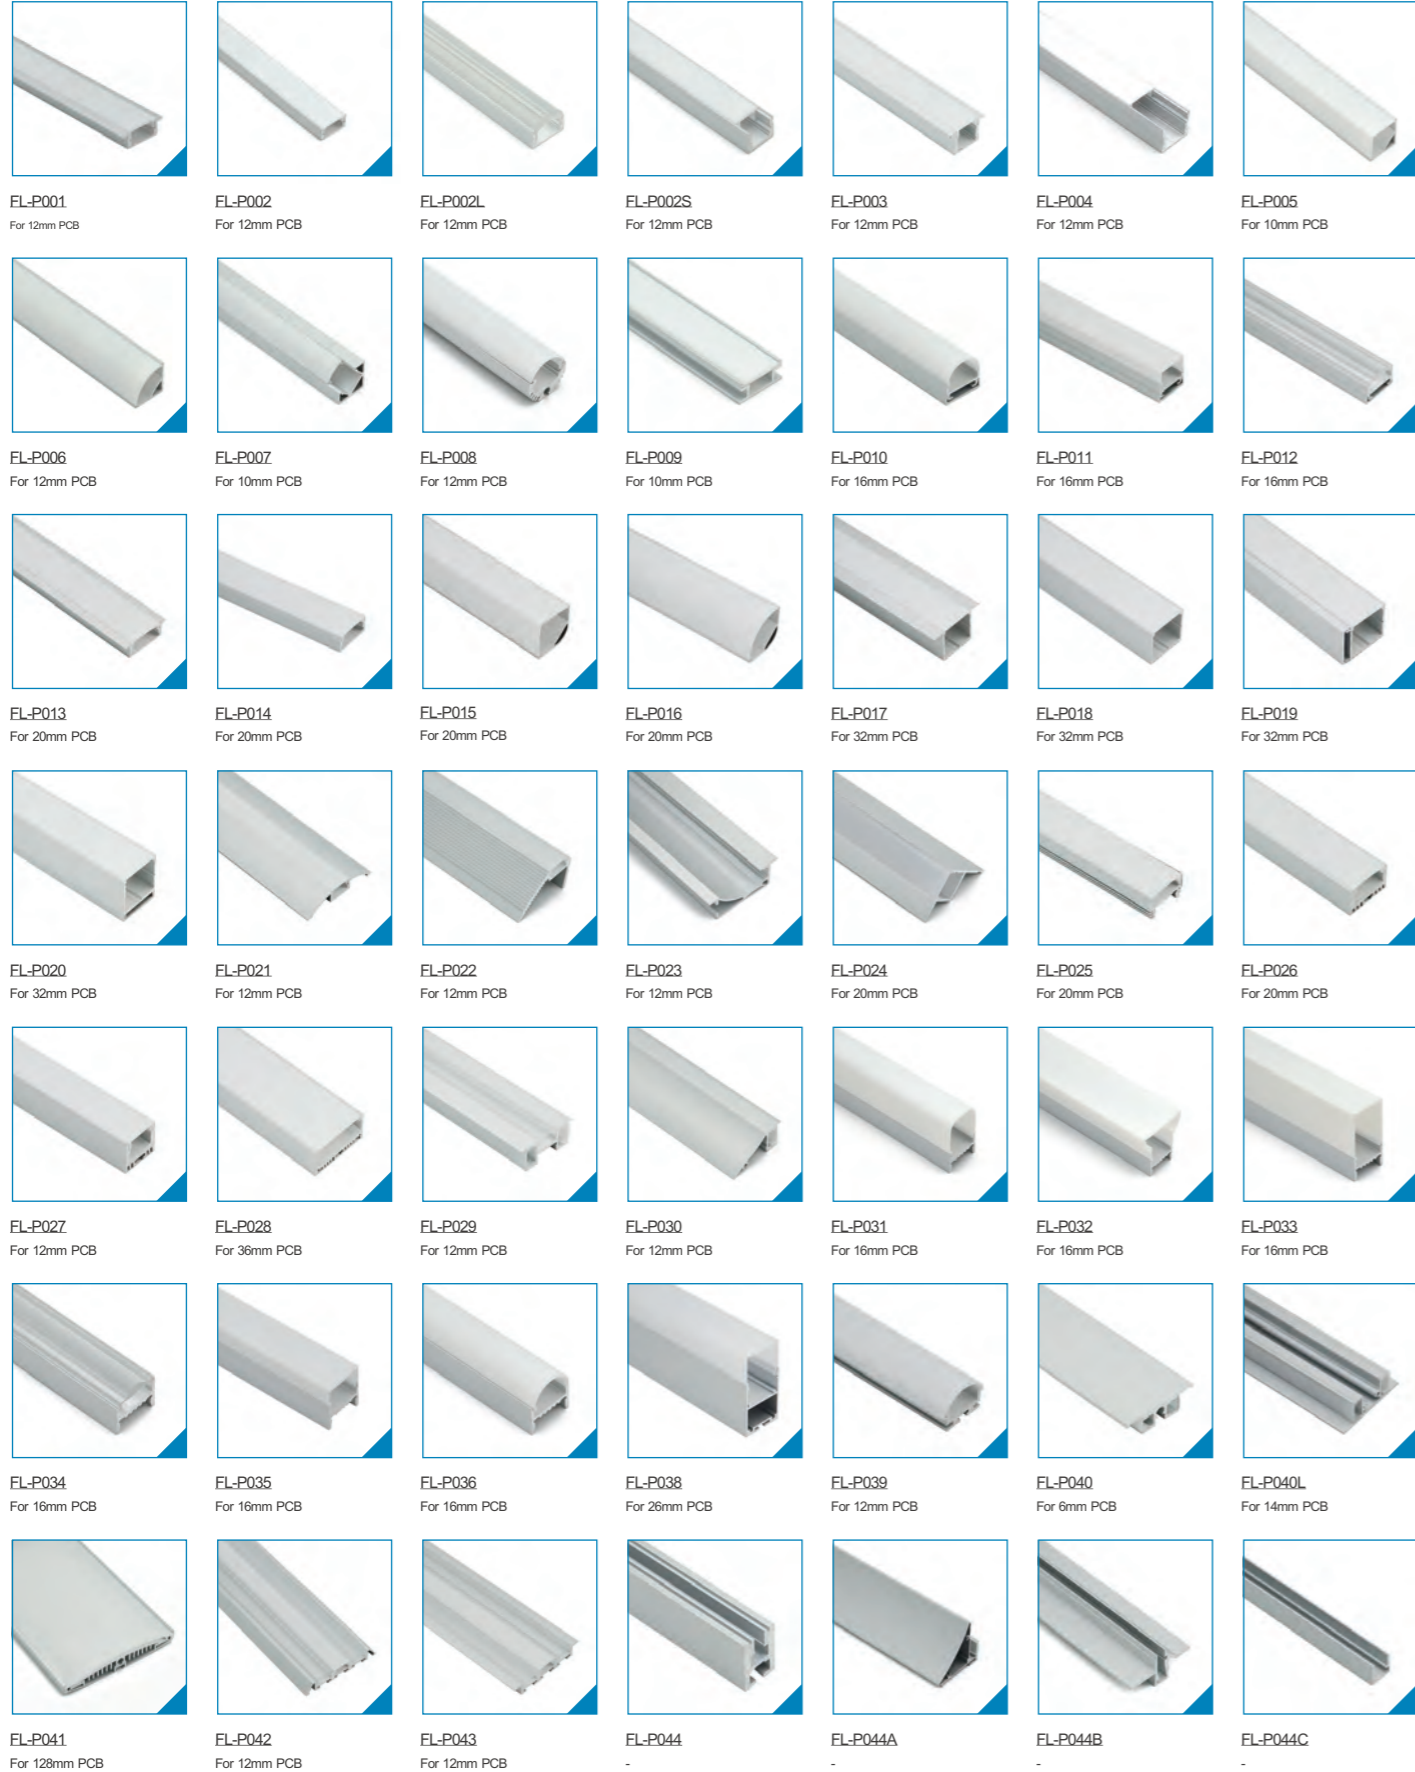 FL-P001 FL-P002 FL-P002L FL-P002S FL-P003 FL-P004 FL-P005
For 12mm PCB For 12mm PCB For 12mm PCB For 12mm PCB For 12mm PCB For 12mm PCB For 10mm PCB
FL-P006 FL-P007 FL-P008 FL-P009 FL-P010 FL-P011 FL-P012
For 12mm PCB For 10mm PCB For 12mm PCB For 10mm PCB For 16mm PCB For 16mm PCB For 16mm PCB
FL-P013 FL-P014 FL-P015 FL-P016 FL-P017 FL-P018 FL-P019
For 20mm PCB For 20mm PCB For 20mm PCB For 20mm PCB For 32mm PCB For 32mm PCB For 32mm PCB
FL-P020 FL-P021 FL-P022 FL-P023 FL-P024 FL-P025 FL-P026
For 32mm PCB For 12mm PCB For 12mm PCB For 12mm PCB For 20mm PCB For 20mm PCB For 20mm PCB
FL-P027 FL-P028 FL-P029 FL-P030 FL-P031 FL-P032 FL-P033
For 12mm PCB For 36mm PCB For 12mm PCB For 12mm PCB For 16mm PCB For 16mm PCB For 16mm PCB
FL-P034 FL-P035 FL-P036 FL-P038 FL-P039 FL-P040 FL-P040L
For 16mm PCB For 16mm PCB For 16mm PCB For 26mm PCB For 12mm PCB For 6mm PCB For 14mm PCB
FL-P041 FL-P042 FL-P043 FL-P044 FL-P044A FL-P044B FL-P044C
For 128mm PCB For 12mm PCB For 12mm PCB - - - -